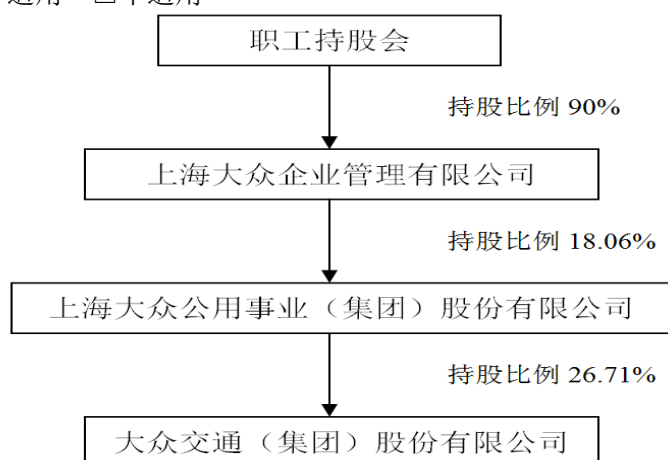 职工持股会
持股比例 90%
上海大众企业管理有限公司
持股比例 18.06%
上海大众公用事业（集团）股份有限公司
持股比例 26.71%
大众交通（集团）股份有限公司